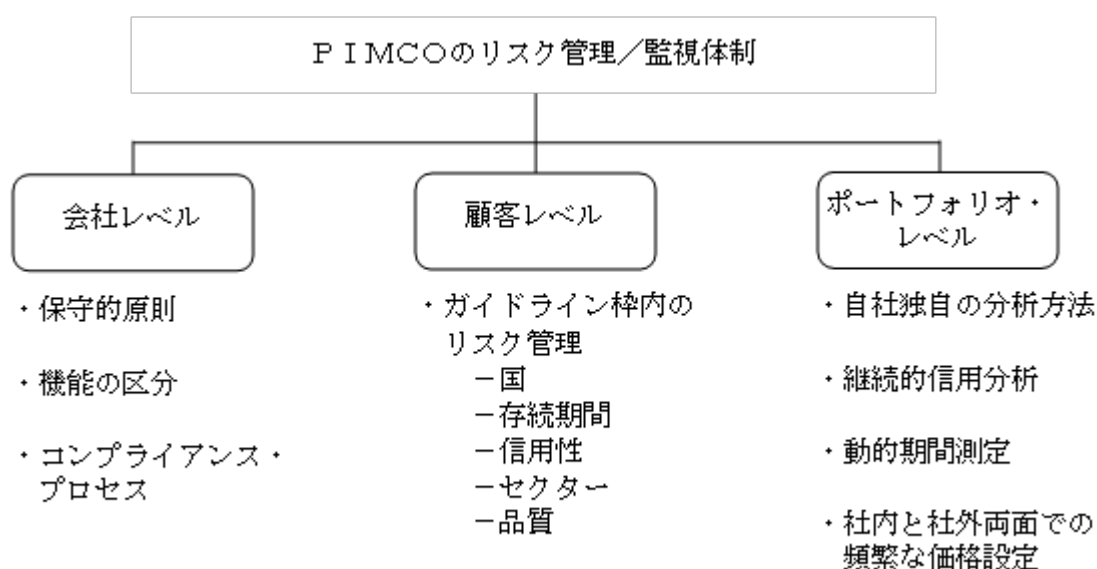 ＰＩＭＣＯのリスク管理／監視体制
会社レベル
・保守的原則
・機能の区分
・コンプライアンス・
プロセス
顧客レベル
・ガイドライン枠内の
リスク管理
－国
－存続期間
－信用性
－セクター
－品質
ポートフォリオ・
レベル
・自社独自の分析方法
・継続的信用分析
・動的期間測定
・社内と社外両面での
頻繁な価格設定